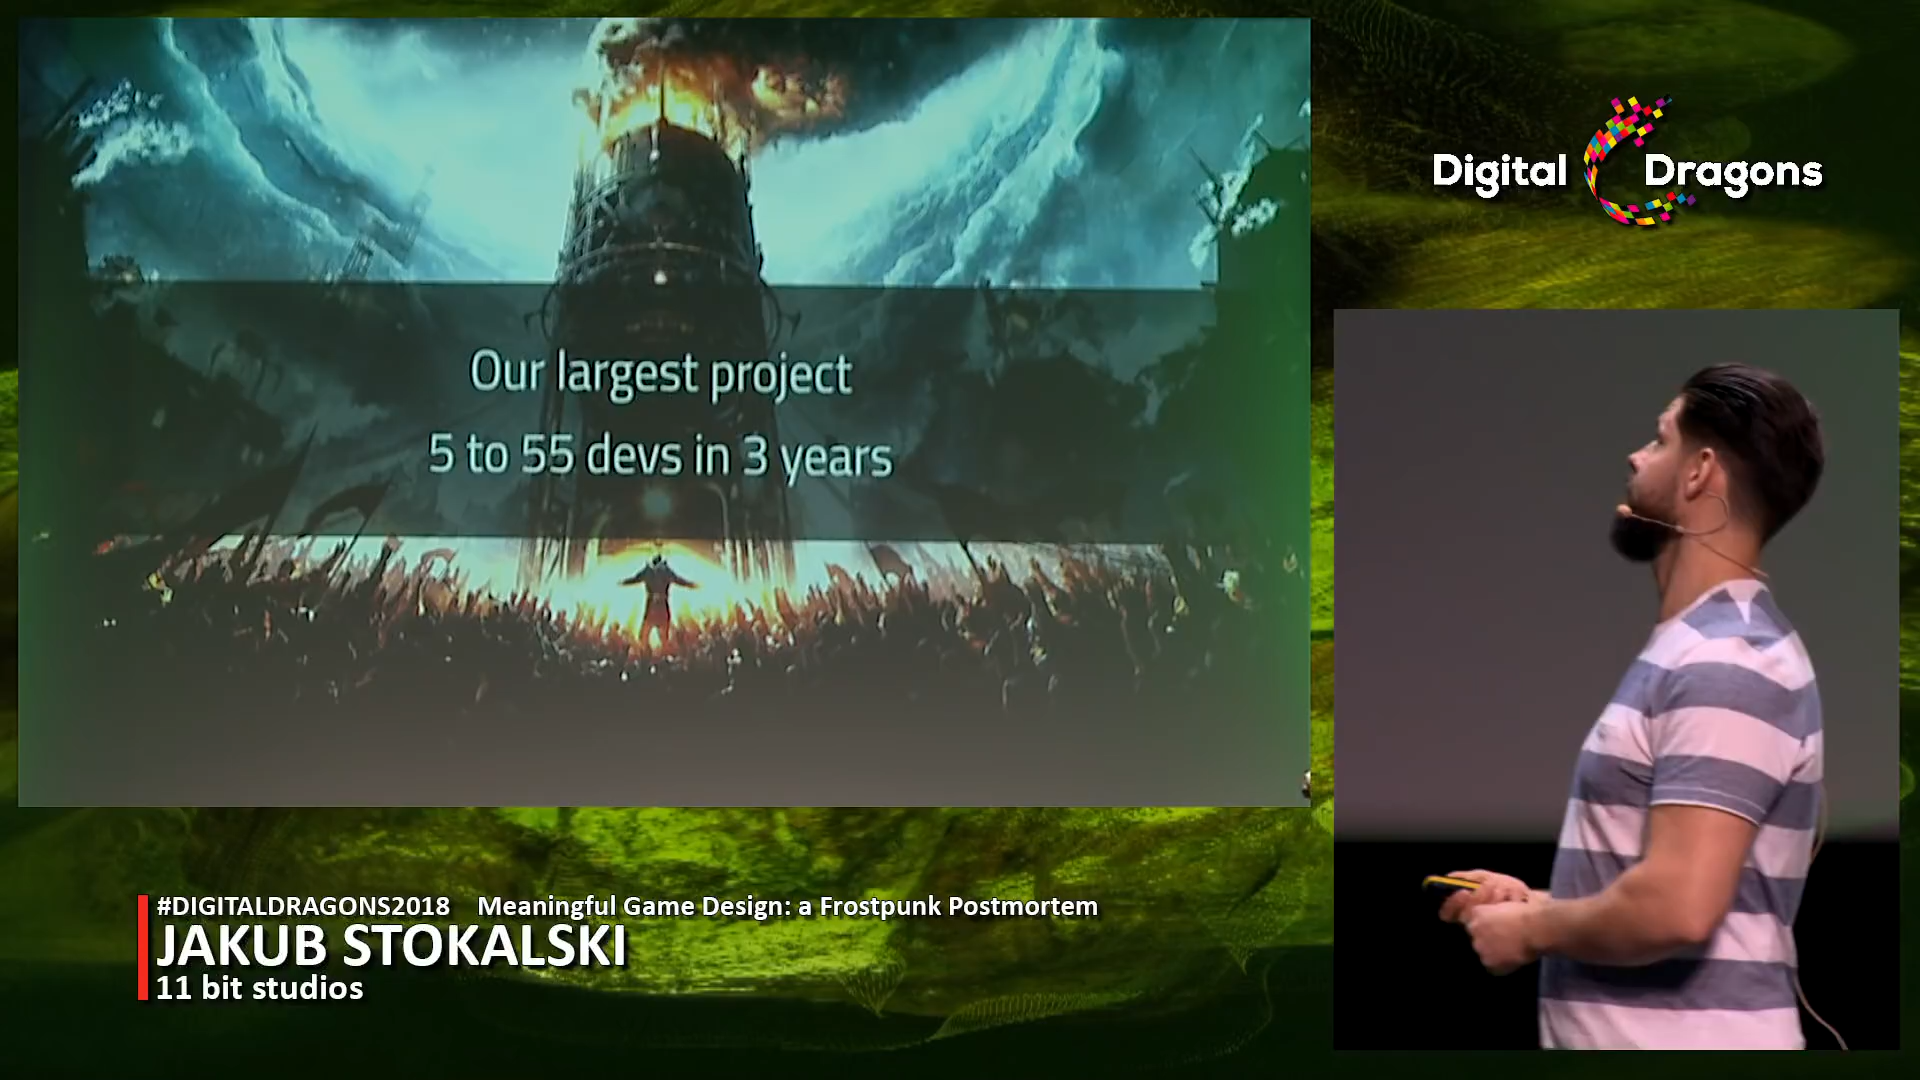 Digital Dragons
Our largest project
5 to 55 devs in 3 years
#DIGITALDRAGONS2018 Meaningful Game Design: a Frostpunk Postmortem
JAKUB STOKALSKI
11 bit studios